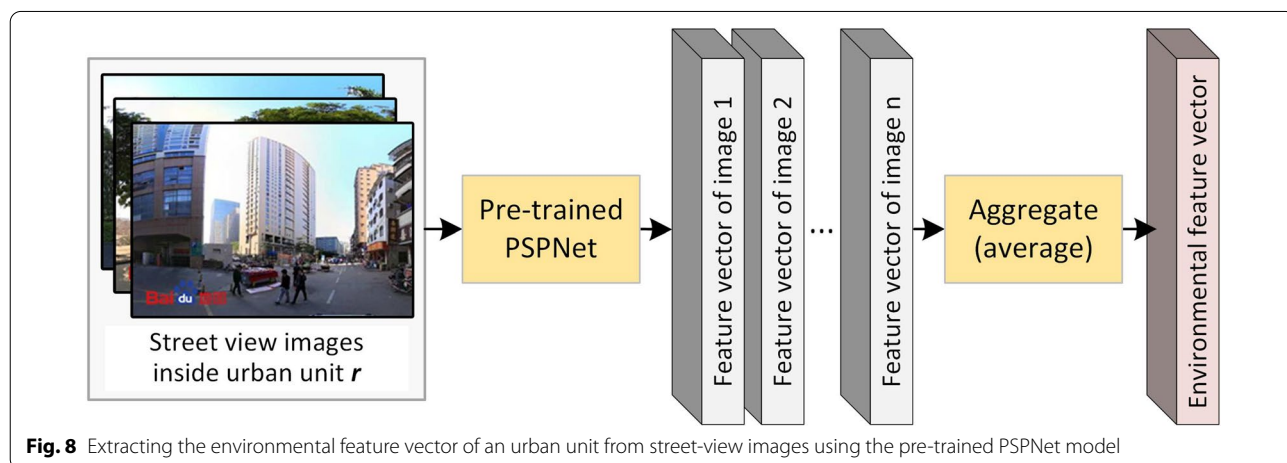 Bai du
Street view images
inside urban unit r
Pre-trained
PSPNet
Feature vector of image 1
Feature vector of image 2
...
Feature vector of image n
Aggregate
(average)
Environmental feature vector
Fig. 8 Extracting the environmental feature vector of an urban unit from street-view images using the pre-trained PSPNet model